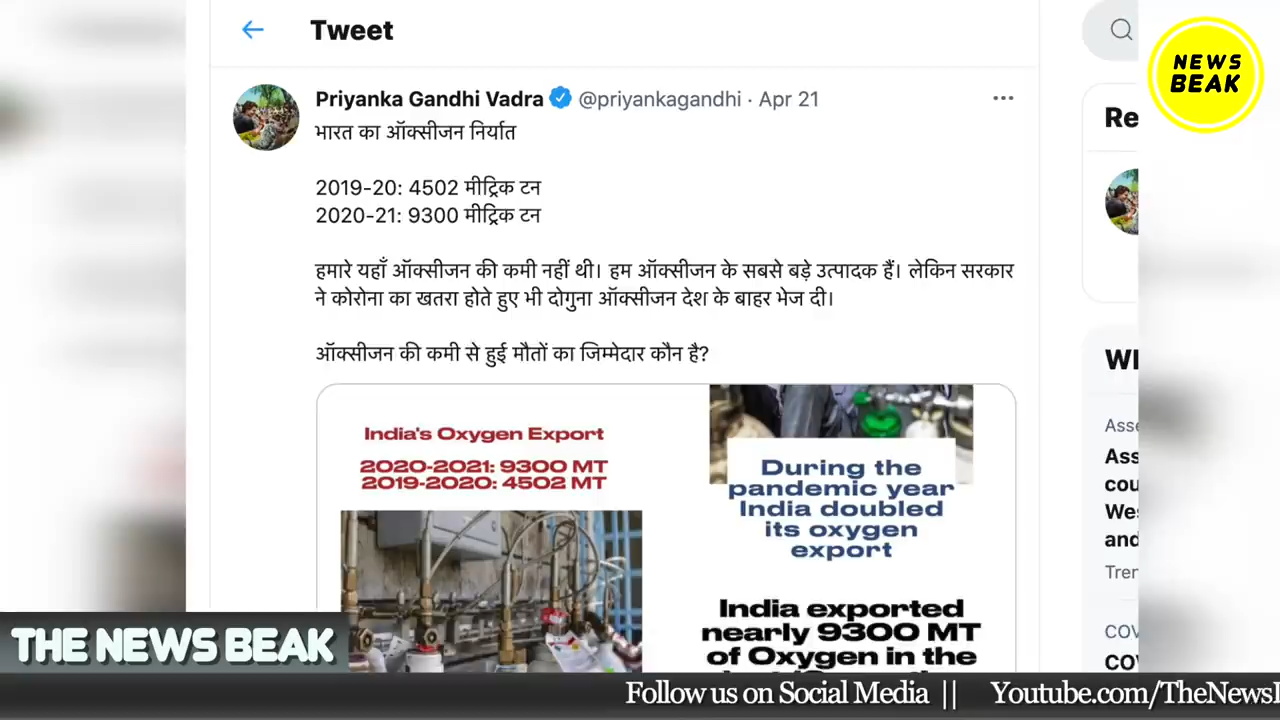 Tweet
Priyanka Gandhi Vadra @priyankagandhi · Apr 21
भारत का ऑक्सीजन निर्यात
2019-20: 4502 मीट्रिक टन
2020-21: 9300 मीट्रिक टन
हमारे यहाँ ऑक्सीजन की कमी नहीं थी। हम ऑक्सीजन के सबसे बड़े उत्पादक हैं। लेकिन सरकार
ने कोरोना का खतरा होते हुए भी दोगुना ऑक्सीजन देश के बाहर भेज दी।
ऑक्सीजन की कमी से हुई मौतों का जिम्मेदार कौन है?
India's Oxygen Export
2020-2021: 9300 MT
2019-2020: 4502 MT
During the
pandemic year
India doubled
its oxygen
export
India exported
nearly 9300 MT
of Oxygen in the
NEWS
BEAK
Re
Wh
Asse
Ass
cou
Wes
and
Tren
COV
COV
THE NEWS BEAK
Follow us on Social Media || Youtube.com/TheNews